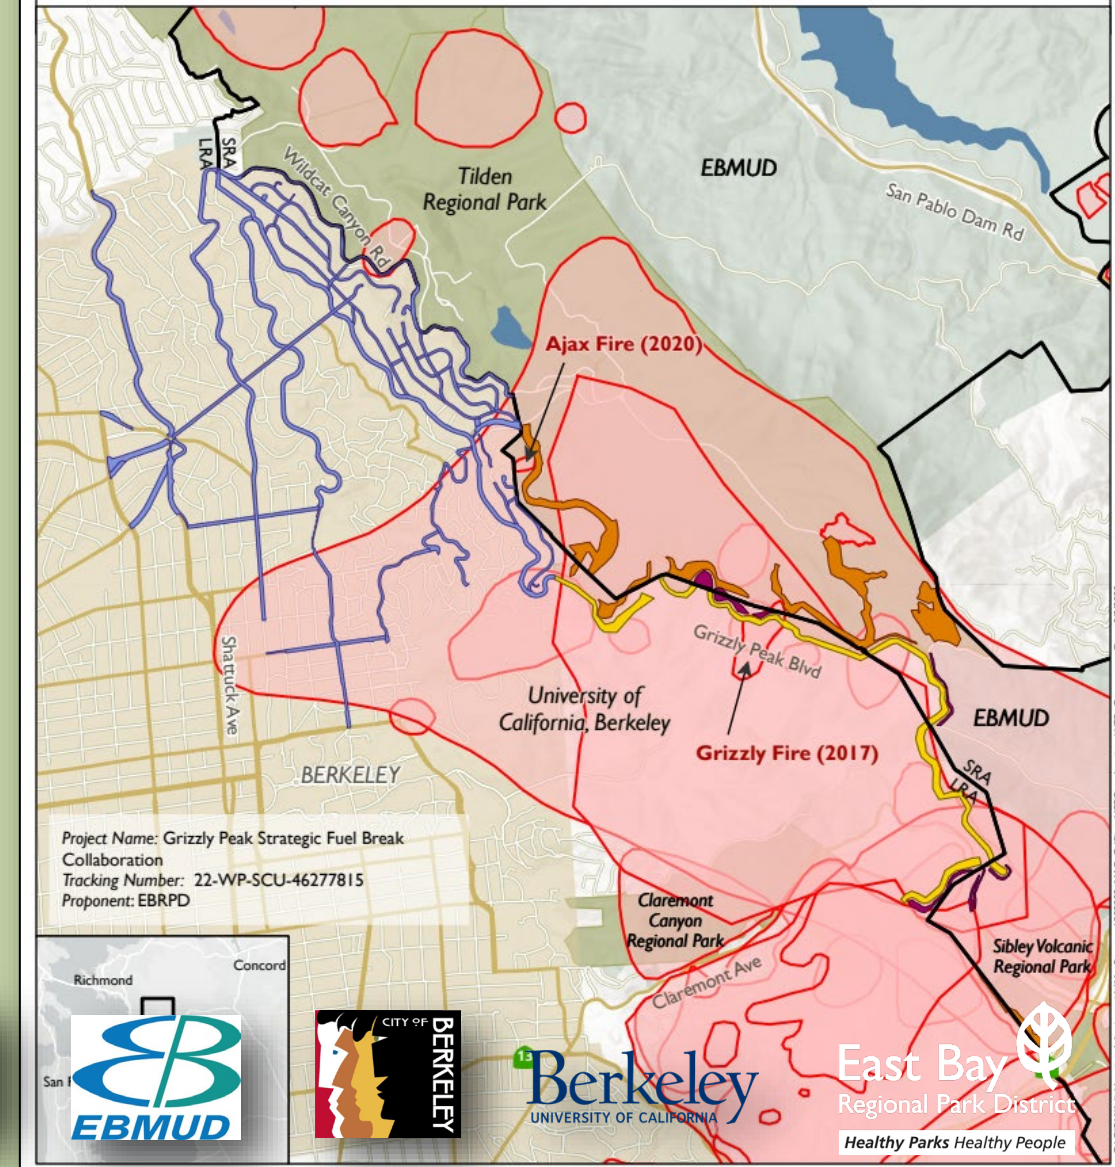 SRA
LRA
Wildcat Canyon Rd
Tilden
Regional Park
EBMUD
San Pablo Dam Rd
Ajax Fire (2020)
Shattuck Ave
Grizzly Peak Blvd
University of
California, Berkeley
EBMUD
Grizzly Fire (2017)
SRA
LRA
BERKELEY
Project Name: Grizzly Peak Strategic Fuel Break
Collaboration
Tracking Number: 22-WP-SCU-46277815
Proponent: EBRPD
Claremont
Canyon
Regional Park
Sibley Volcanic
Regional Park
Claremont Ave
Concord
Richmond
San
EBMUD
CITY OF
BERKELEY
13
Berkeley
UNIVERSITY OF CALIFORNIA
East Bay
Regional Park District
Healthy Parks Healthy People